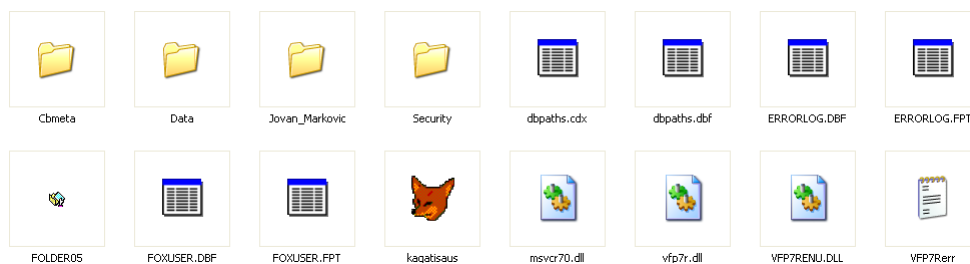 Cbmeta
Data
Jovan_Markovic
Security
dbpaths.cdx
dbpaths.dbf
ERRORLOG.DBF
ERRORLOG.FPT
FOLDER05
FOXUSER.DBF
FOXUSER.FPT
kagatisaus
msvcr70.dll
vfp7r.dll
VFP7RENU.DLL
VFP7Rerr